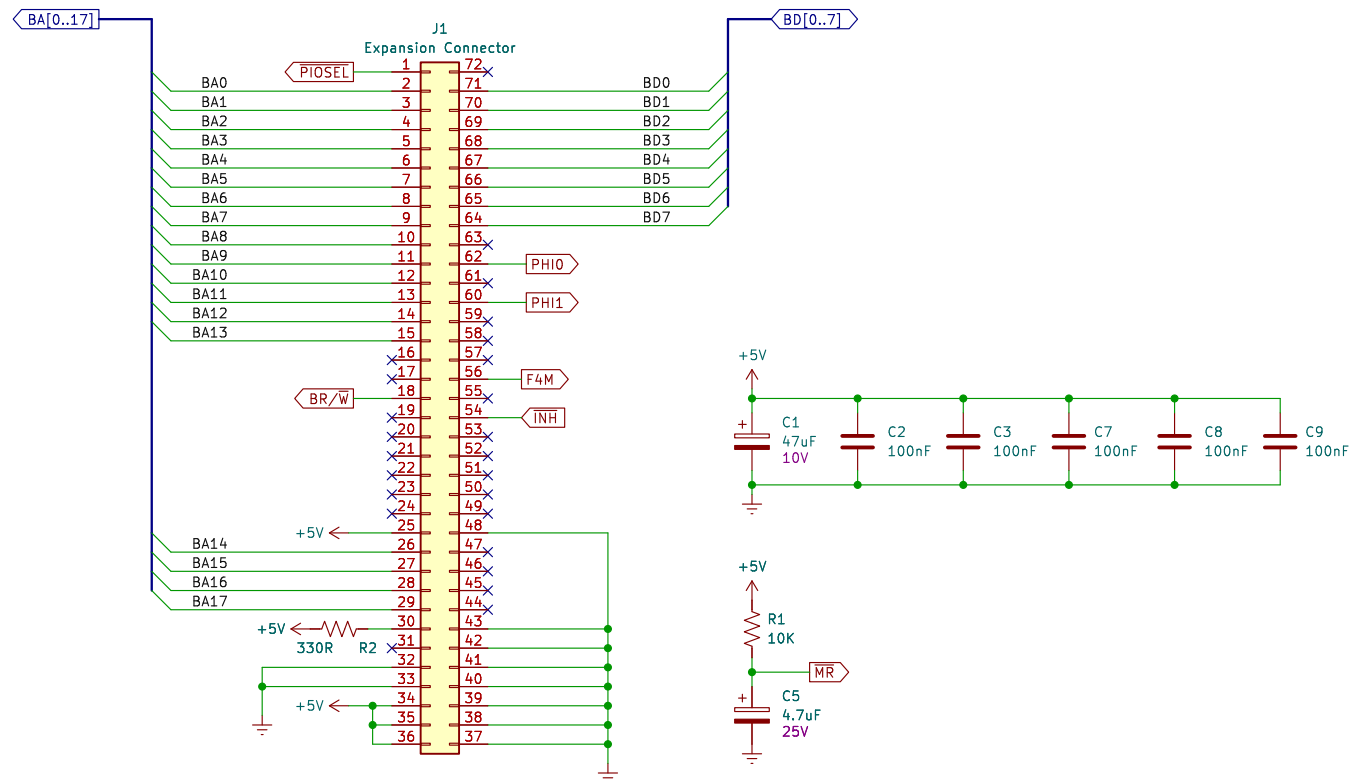 BA[0..17]
BD[0..7]
J1
Expansion Connector
PIOSEL 1 72
BA0 2 71 BD0
BA1 3 70 BD1
BA2 4 69 BD2
BA3 5 68 BD3
BA4 6 67 BD4
BA5 7 66 BD5
BA6 8 65 BD6
BA7 9 64 BD7
BA8 10 63
BA9 11 62 PHI0
BA10 12 61
BA11 13 60 PHI1
BA12 14 59
BA13 15 58
16 57
17 56 F4M
BR/W 18 55
19 54 INH
20 53
21 52
22 51
23 50
24 49
+5V 25 48
BA14 26 47
BA15 27 46
BA16 28 45
BA17 29 44
+5V 30 43
330R R2 31 42
32 41
33 40
+5V 34 39
35 38
36 37
+5V
+ C1
47uF
10V
C2
100nF
C3
100nF
C7
100nF
C8
100nF
C9
100nF
+5V
R1
10K
MR
+ C5
4.7uF
25V